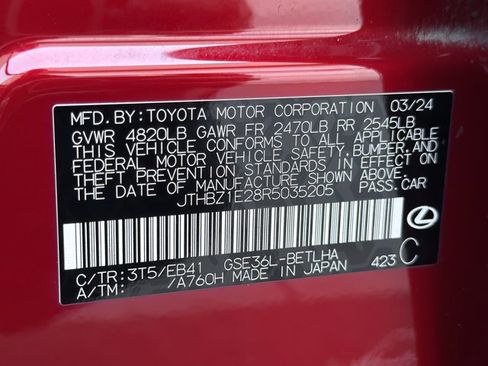 MFD. BY: TOYOTA MOTOR CORPORATION 03/24
GVWR 4820LB GAWR FR 2470LB RR 2545LB
THIS VEHICLE CONFORMS TO ALL APPLICABLE
FEDERAL MOTOR VEHICLE SAFETY, BUMPER, AND
THEFT PREVENTION STANDARDS IN EFFECT ON
THE DATE OF MANUFACTURE SHOWN ABOVE.
JTHBZ1E28R5035205 PASS.CAR
C/TR: 3T5/EB41 GSE36L-BETLHA 423 C
A/TM: /A760H MADE IN JAPAN